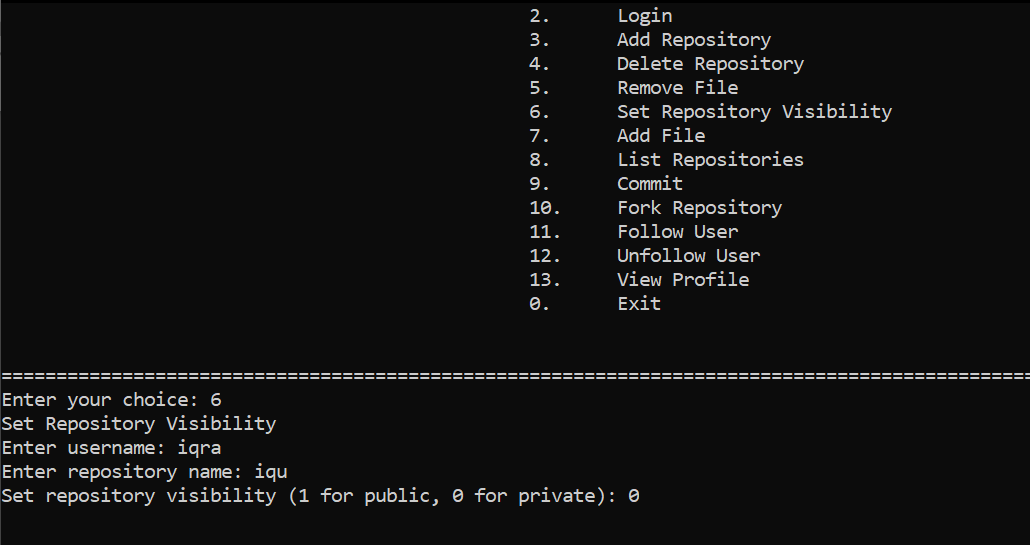 2. Login
3. Add Repository
4. Delete Repository
5. Remove File
6. Set Repository Visibility
7. Add File
8. List Repositories
9. Commit
10. Fork Repository
11. Follow User
12. Unfollow User
13. View Profile
0. Exit
==============================================================================================
Enter your choice: 6
Set Repository Visibility
Enter username: iqra
Enter repository name: iqu
Set repository visibility (1 for public, 0 for private): 0